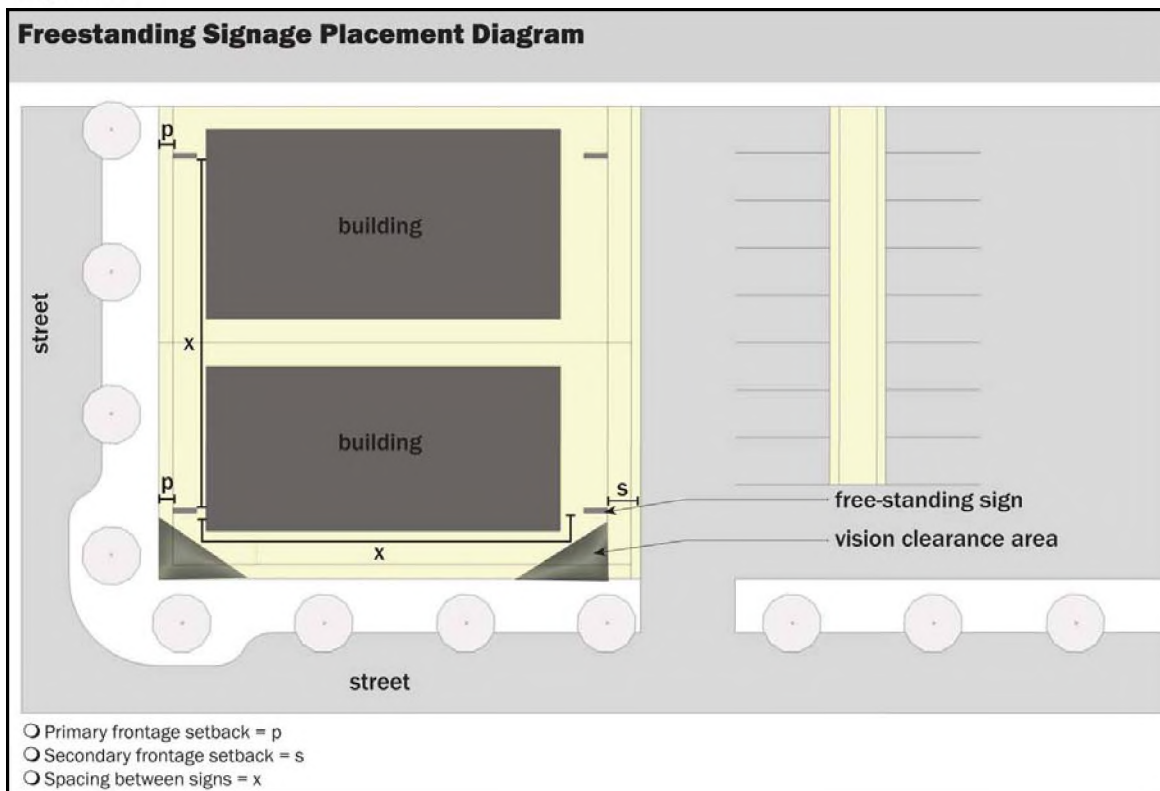 Freestanding Signage Placement Diagram
p
building
street
x
building
p
s
free-standing sign
vision clearance area
x
street
Primary frontage setback = p
Secondary frontage setback = s
Spacing between signs = x